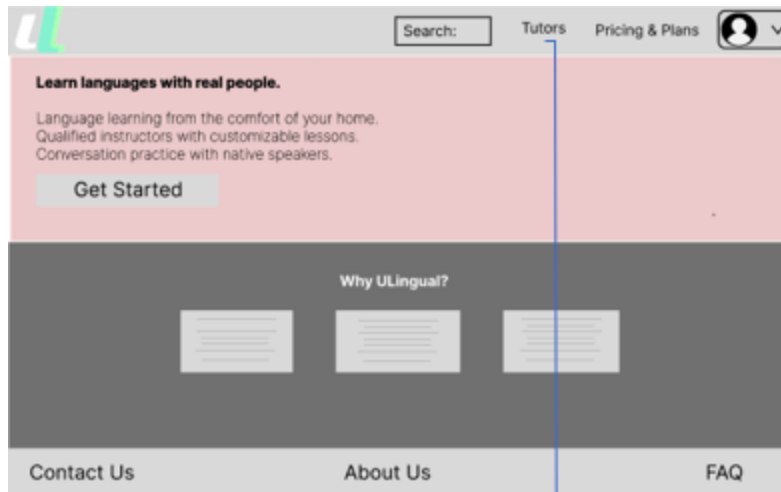 UL
Search:
Tutors
Pricing & Plans
Learn languages with real people.
Language learning from the comfort of your home.
Qualified instructors with customizable lessons.
Conversation practice with native speakers.
Get Started
Why ULingual?
Contact Us
About Us
FAQ